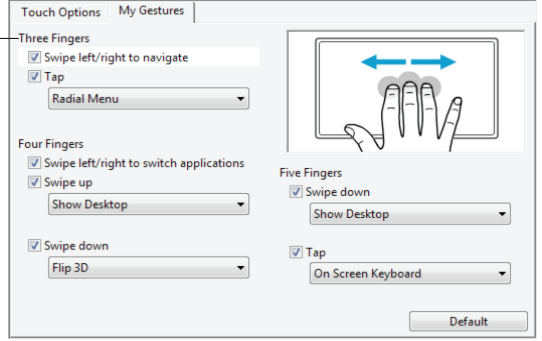 Touch Options
My Gestures
Three Fingers
Swipe left/right to navigate
Tap
Radial Menu
Four Fingers
Swipe left/right to switch applications
Swipe up
Show Desktop
Swipe down
Flip 3D
Five Fingers
Swipe down
Show Desktop
Tap
On Screen Keyboard
Default